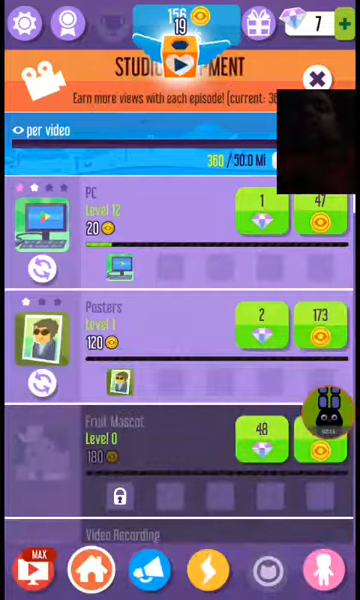 156
19
7
+
STUDIO
MENT
Earn more views with each episode! (current: 36
per video
360 / 50.0 Mi
PC
Level 12
20
1
47
Posters
Level 1
120
2
173
Fruit Mascot
Level 0
180
48
Video Recording
MAX